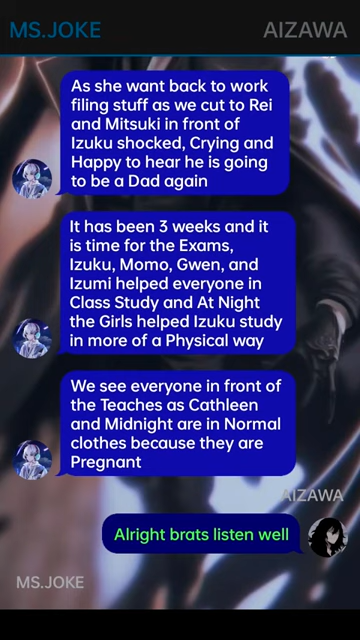 MS.JOKE AIZAWA
As she want back to work
filing stuff as we cut to Rei
and Mitsuki in front of
Izuku shocked, Crying and
Happy to hear he is going
to be a Dad again
It has been 3 weeks and it
is time for the Exams,
Izuku, Momo, Gwen, and
Izumi helped everyone in
Class Study and At Night
the Girls helped Izuku study
in more of a Physical way
We see everyone in front of
the Teaches as Cathleen
and Midnight are in Normal
clothes because they are
Pregnant
AIZAWA
Alright brats listen well
MS.JOKE